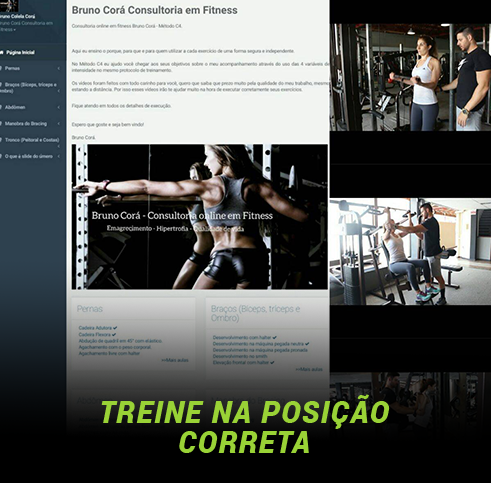 Bruno Colela Corá
Bruno Corá Consultoria em
Fitness
Página Inicial
Pernas
Braços (Bíceps, tríceps e
Ombro)
Abdômen
Manobra do Bracing
Tronco (Peitoral e Costas)
O que a slide do úmero
Bruno Corá Consultoria em Fitness
Consultoria online em fitness Bruno Corá - Método C4,
Aqui eu ensino o porque, para que e para quem utilizar a cada exercício de uma forma segura e independente
No Método C4 eu ajudo você chegar aos seus objetivos sobre o meu acompanhamento através do uso das 4 variáveis de
intensidade no mesmo protocolo de treinamento.
Os vídeos foram feitos com todo carinho para você, quero que saiba que prezo muito pela qualidade do meu trabalho, mesmo
estando a distância. Por isso esses vídeos irão te ajudar muito na hora de executar corretamente seus exercícios.
Fique atendo em todos os detalhes de execução.
Espero que goste e seja bem vindo!
Bruno Corá.
Bruno Corá - Consultoria online em Fitness
Emagrecimento - Hipertrofia - Qualidade de vida
Pernas
Cadeira Adutora
Cadeira Flexora
Abdução de quadril em 45° com elástico.
Agachamento com o peso corporal.
Agachamento livre com halter
>>Mais aulas
Braços (Bíceps, tríceps e
Ombro)
Desenvolvimento com halter
Desenvolvimento na máquina pegada neutra
Desenvolvimento na máquina pegada pronada
Desenvolvimento no smith
Elevação frontal com halter
>>Mais aulas
TREINE NA POSIÇÃO
CORRETA